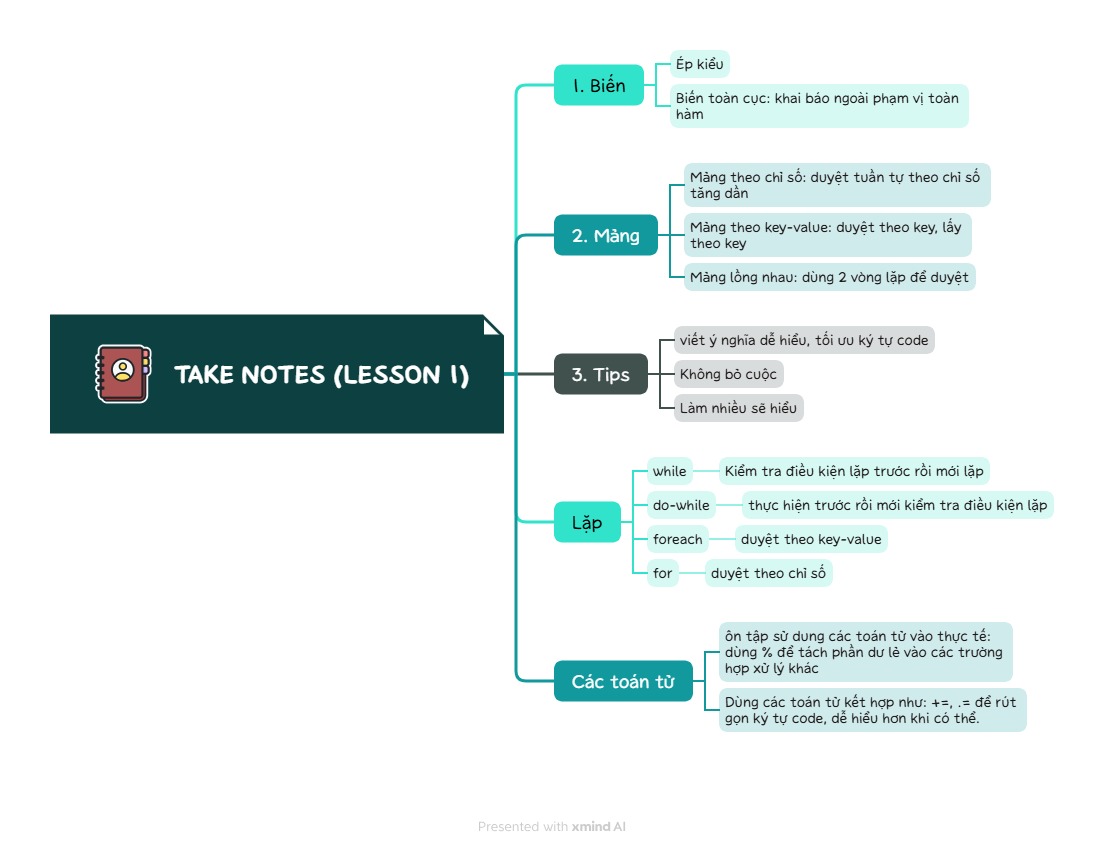 TAKE NOTES (LESSON 1)
1. Biến
Ép kiểu
Biến toàn cục: khai báo ngoài phạm vị toàn
hàm
2. Mảng
Mảng theo chỉ số: duyệt tuần tự theo chỉ số
tăng dần
Mảng theo key-value: duyệt theo key, lấy
theo key
Mảng lồng nhau: dùng 2 vòng lặp để duyệt
3. Tips
viết ý nghĩa dễ hiểu, tối ưu ký tự code
Không bỏ cuộc
Làm nhiều sẽ hiểu
Lặp
while
Kiểm tra điều kiện lặp trước rồi mới lặp
do-while
thực hiện trước rồi mới kiểm tra điều kiện lặp
foreach
duyệt theo key-value
for
duyệt theo chỉ số
Các toán tử
ôn tập sử dung các toán tử vào thực tế:
dùng % để tách phần dư lẻ vào các trường
hợp xử lý khác
Dùng các toán tử kết hợp như: +=, .= để rút
gọn ký tự code, dễ hiểu hơn khi có thể.
Presented with xmind AI